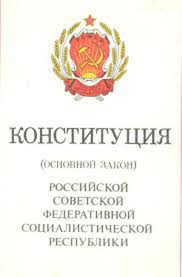 КОНСТИТУЦИЯ
(ОСНОВНОЙ ЗАКОН)
РОССИЙСКОЙ
СОВЕТСКОЙ
ФЕДЕРАТИВНОЙ
СОЦИАЛИСТИЧЕСКОЙ
РЕСПУБЛИКИ